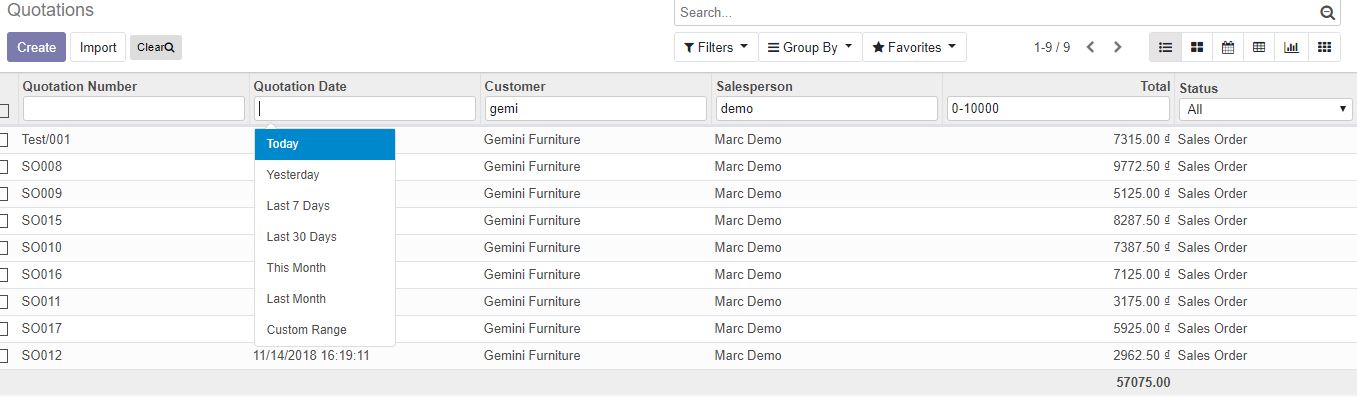 Quotations
Search...
Create Import Clear
Filters Group By Favorites 1-9 / 9
Quotation Number Quotation Date Customer Salesperson Total Status
gemi demo 0-10000 All
Test/001 Today Gemini Furniture Marc Demo 7315.00 ₫ Sales Order
SO008 Yesterday Gemini Furniture Marc Demo 9772.50 ₫ Sales Order
SO009 Last 7 Days Gemini Furniture Marc Demo 5125.00 ₫ Sales Order
SO015 Last 30 Days Gemini Furniture Marc Demo 8287.50 ₫ Sales Order
SO010 This Month Gemini Furniture Marc Demo 7387.50 ₫ Sales Order
SO016 Last Month Gemini Furniture Marc Demo 7125.00 ₫ Sales Order
SO011 Custom Range Gemini Furniture Marc Demo 3175.00 ₫ Sales Order
SO017 Gemini Furniture Marc Demo 5925.00 ₫ Sales Order
SO012 11/14/2018 16:19:11 Gemini Furniture Marc Demo 2962.50 ₫ Sales Order
57075.00